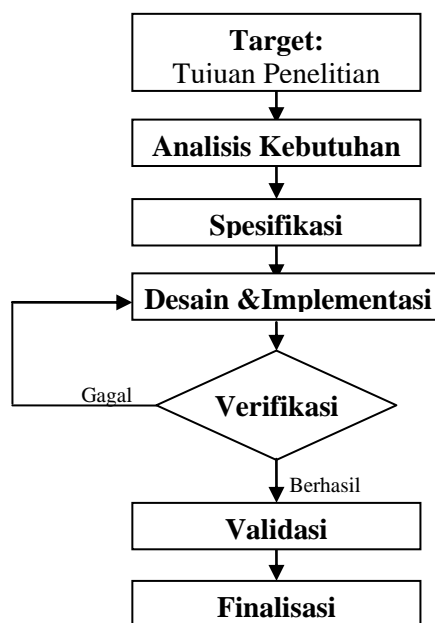 Target:
Tujuan Penelitian
Analisis Kebutuhan
Spesifikasi
Desain &Implementasi
Gagal
Verifikasi
Berhasil
Validasi
Finalisasi